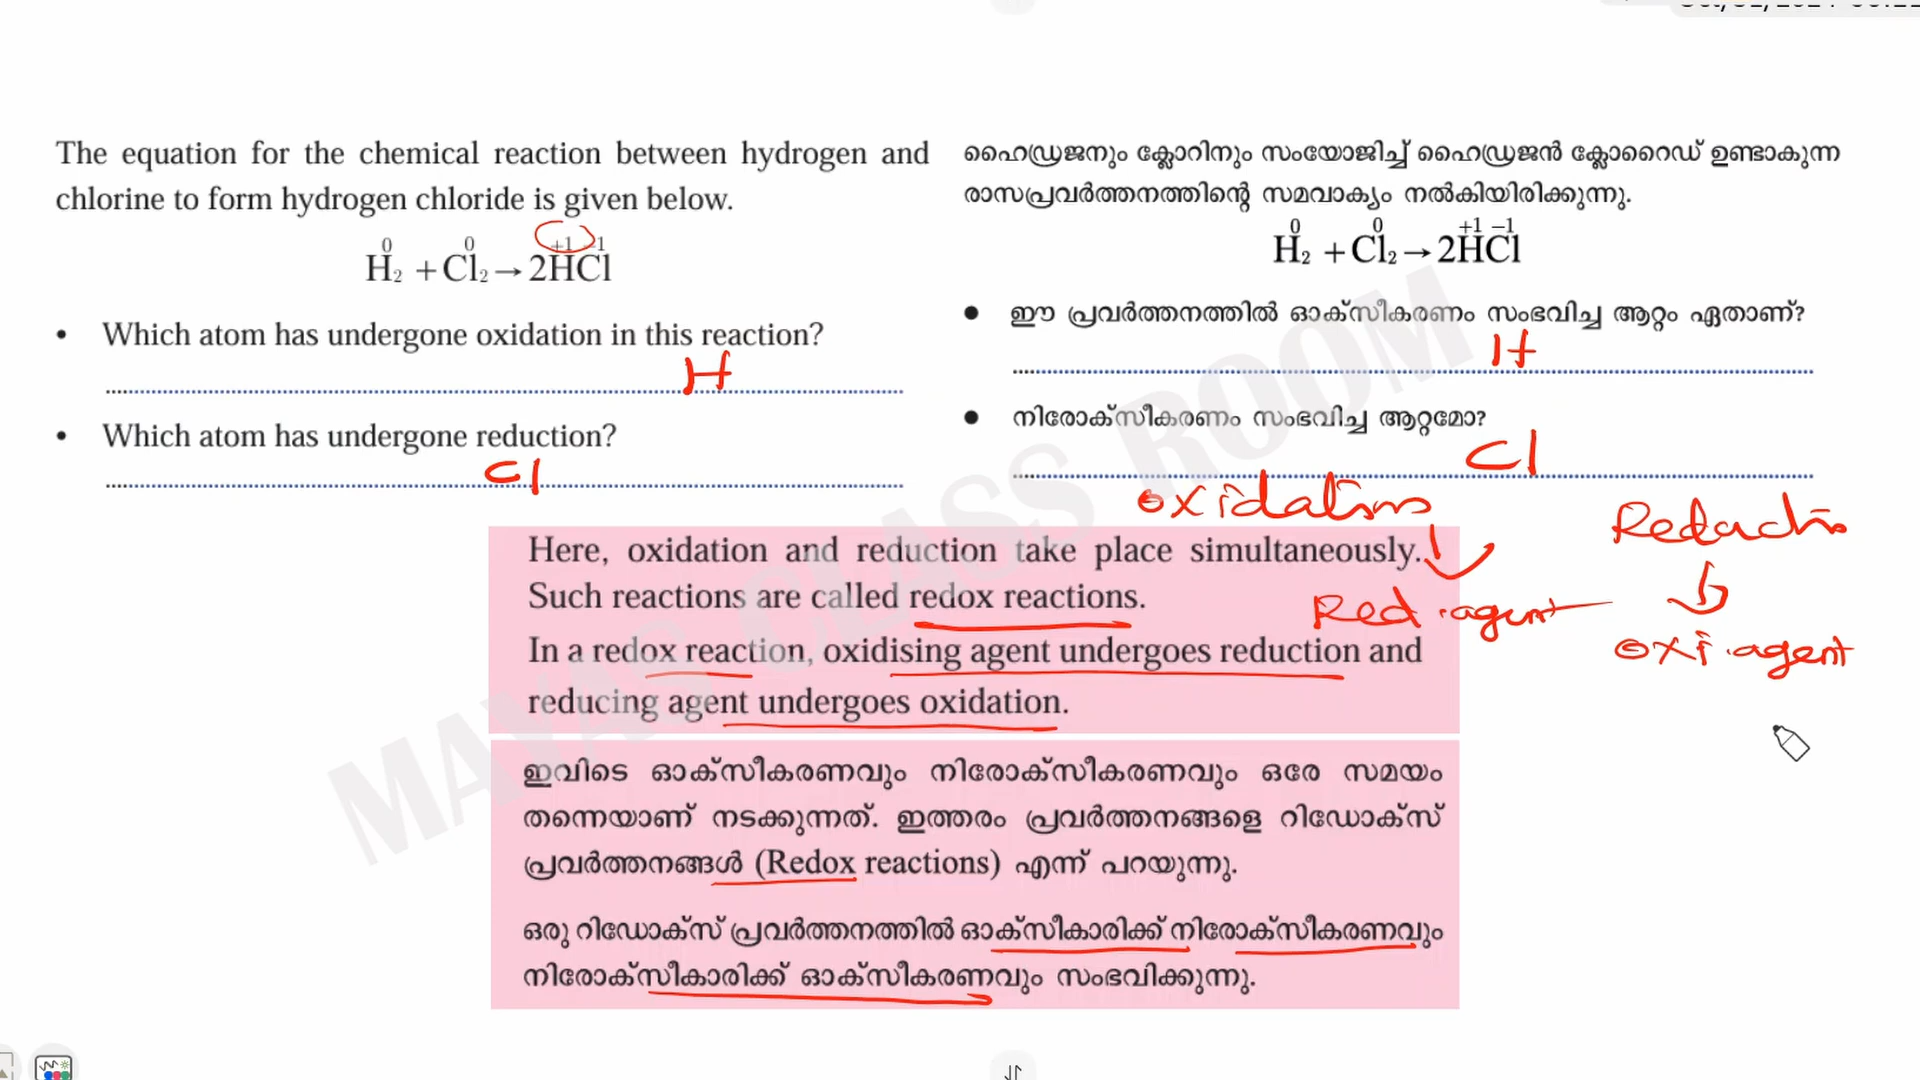 The equation for the chemical reaction between hydrogen and
chlorine to form hydrogen chloride is given below.
0 0 +1 -1
H₂ + Cl₂ → 2HCl
• Which atom has undergone oxidation in this reaction?
H
• Which atom has undergone reduction?
Cl
ഹൈഡ്രജനും ക്ലോറിനും സംയോജിച്ച് ഹൈഡ്രജൻ ക്ലോറൈഡ് ഉണ്ടാകുന്ന
രാസപ്രവർത്തനത്തിന്റെ സമവാക്യം നൽകിയിരിക്കുന്നു.
0 0 +1 -1
H₂ + Cl₂ → 2HCl
● ഈ പ്രവർത്തനത്തിൽ ഓക്സീകരണം സംഭവിച്ച ആറ്റം ഏതാണ്?
H
● നിരോക്സീകരണം സംഭവിച്ച ആറ്റമോ?
Cl
Here, oxidation and reduction take place simultaneously.
Such reactions are called redox reactions.
In a redox reaction, oxidising agent undergoes reduction and
reducing agent undergoes oxidation.
Red.agent
oxi.agent
ഇവിടെ ഓക്സീകരണവും നിരോക്സീകരണവും ഒരേ സമയം
തന്നെയാണ് നടക്കുന്നത്. ഇത്തരം പ്രവർത്തനങ്ങളെ റിഡോക്സ്
പ്രവർത്തനങ്ങൾ (Redox reactions) എന്ന് പറയുന്നു.
ഒരു റിഡോക്സ് പ്രവർത്തനത്തിൽ ഓക്സീകാരിക്ക് നിരോക്സീകരണവും
നിരോക്സീകാരിക്ക് ഓക്സീകരണവും സംഭവിക്കുന്നു.
MAYAS CLASS ROOM